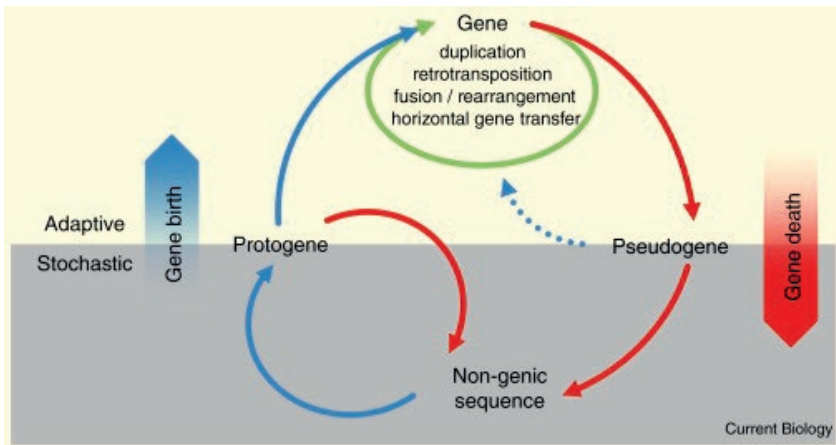 Gene
duplication
retrotransposition
fusion / rearrangement
horizontal gene transfer
Gene birth
Adaptive
Stochastic
Protogene
Pseudogene
Gene death
Non-genic
sequence
Current Biology